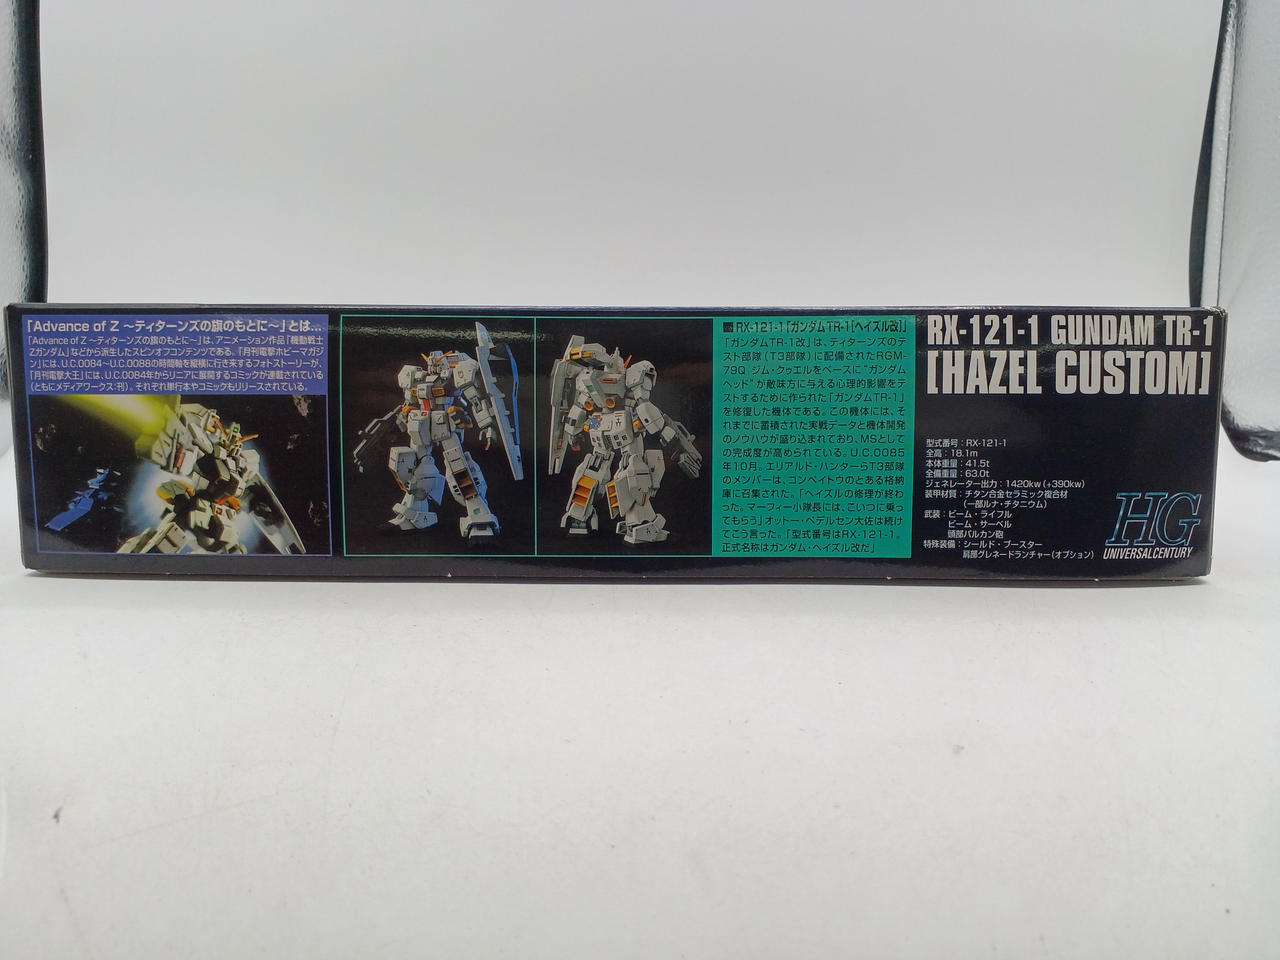 「Advance of Z ～ティターンズの旗のもとに～」とは…
「Advance of Z ～ティターンズの旗のもとに～」は、アニメーション作品「機動戦士
Zガンダム」などから派生したスピンオフコンテンツである。『月刊電撃ホビーマガジ
ン』には、U.C.0084～U.C.0088の時間軸を縦横に行き来するフォトストーリーが、
『月刊電撃大王』には、U.C.0084年からリニアに展開するコミックが連載されている
(ともにメディアワークス:刊)。それぞれ単行本やコミックもリリースされている。
RX-121-1「ガンダムTR-1[ヘイズル改]」
「ガンダムTR-1改」は、ティターンズのテ
スト部隊(T3部隊)に配備されたRGM-
79Q ジム・クゥエルをベースに“ガンダム
ヘッド”が敵味方に与える心理的影響をテ
ストするために作られた「ガンダムTR-1」
を修復した機体である。この機体には、そ
れまでに蓄積された実戦データと機体開発
のノウハウが盛り込まれており、MSとして
の完成度が高められている。U.C.0085
年10月。エリアルド・ハンターらT3部隊
のメンバーは、コンペイトウのとある格納
庫に召集された。「ヘイズルの修理が終わ
った。マーフィー小隊長には、こいつに乗っ
てもらう」オットー・ペデルセン大佐は続け
てこう言った。「型式番号はRX-121-1。
正式名称はガンダム・ヘイズル改だ」
RX-121-1 GUNDAM TR-1
[HAZEL CUSTOM]
型式番号:RX-121-1
全高:18.1m
本体重量:41.5t
全備重量:63.0t
ジェネレーター出力:1420kw(+390kw)
装甲材質:チタン合金セラミック複合材
(一部ルナ・チタニウム)
武装:ビーム・ライフル
ビーム・サーベル
頭部バルカン砲
特殊装備:シールド・ブースター
肩部グレネードランチャー(オプション)
HG
UNIVERSAL CENTURY